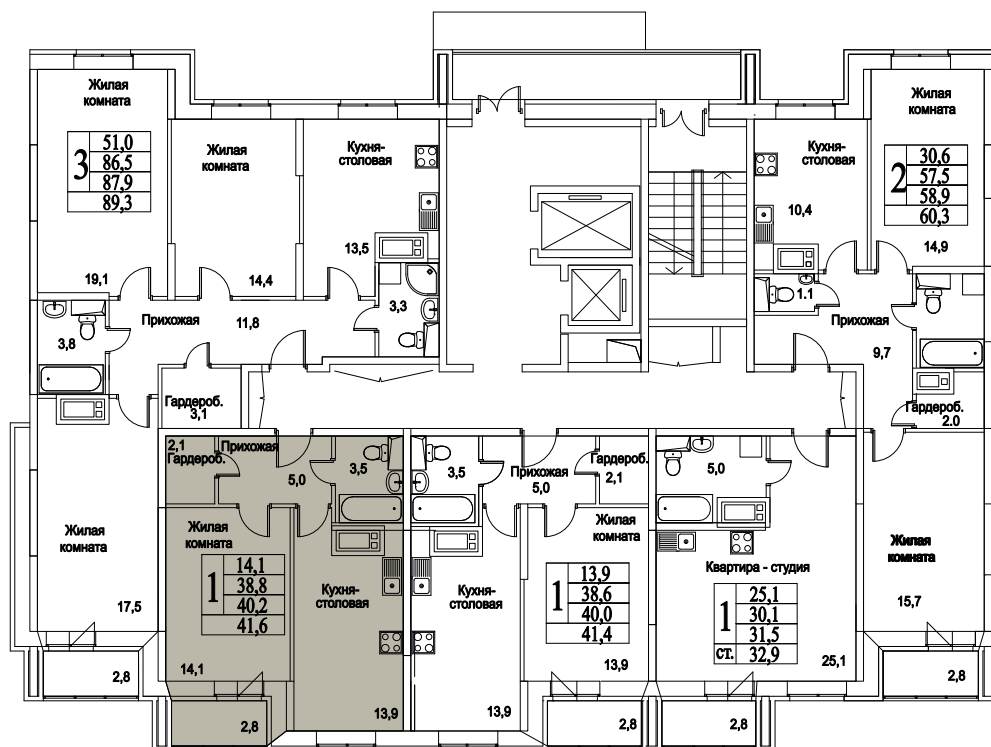 Жилая
комната
3
51,0
86,5
87,9
89,3
19,1
Жилая
комната
14,4
Кухня-
столовая
13,5
3,3
3,8
Прихожая
11,8
Гардероб.
3,1
Жилая
комната
17,5
2,8
2,1
Гардероб.
Прихожая
5,0
3,5
Жилая
комната
1
14,1
38,8
40,2
41,6
14,1
Кухня-
столовая
13,9
2,8
3,5
Прихожая
5,0
Гардероб.
2,1
Кухня-
столовая
13,9
Жилая
комната
1
13,9
38,6
40,0
41,4
13,9
2,8
5,0
Квартира - студия
1
ст.
25,1
30,1
31,5
32,9
25,1
2,8
Кухня-
столовая
10,4
Жилая
комната
2
30,6
57,5
58,9
60,3
14,9
1.1
Прихожая
9,7
Гардероб.
2.0
Жилая
комната
15,7
2,8